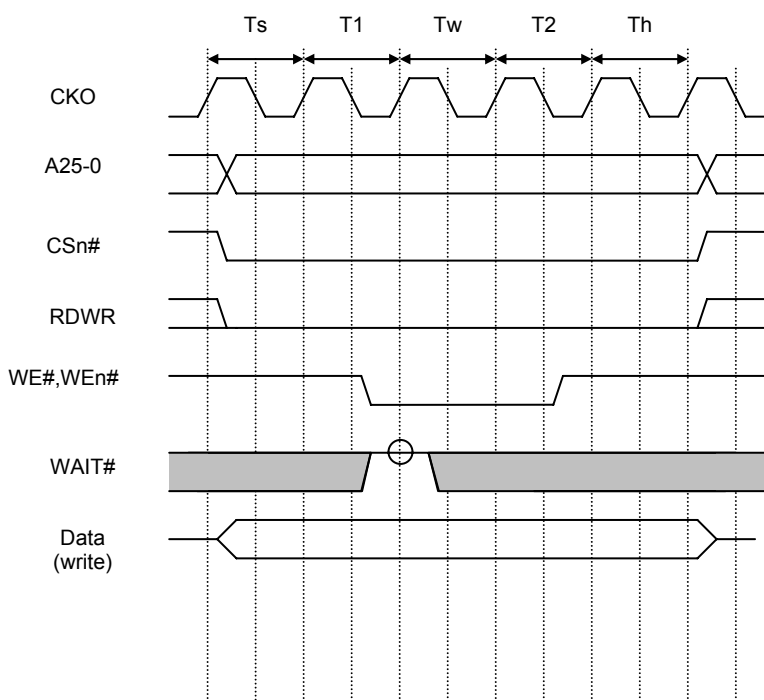 Ts T1 Tw T2 Th
CKO
A25-0
CSn#
RDWR
WE#,WEn#
WAIT#
Data
(write)